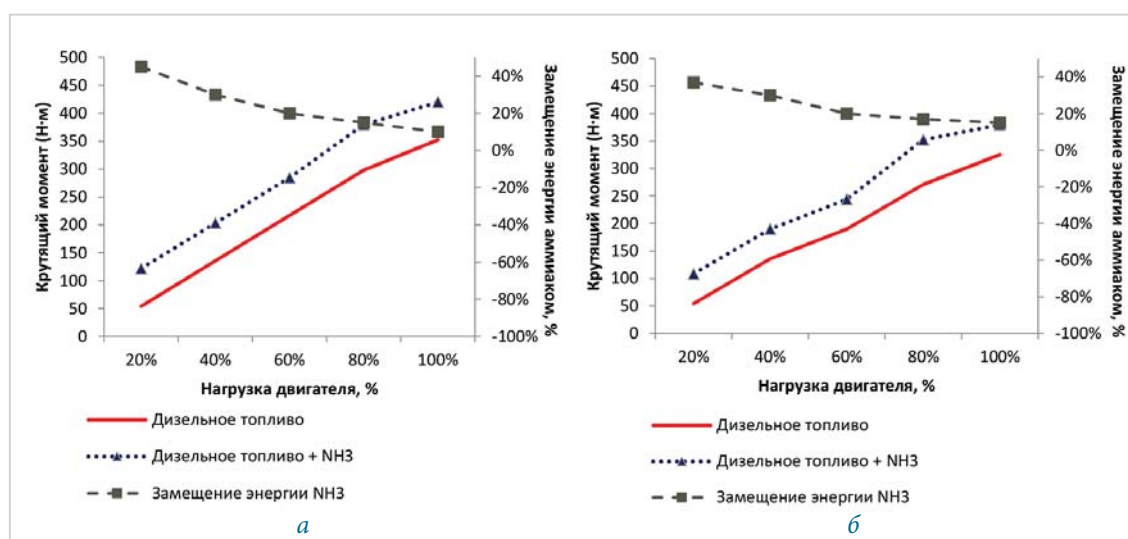 500
450
400
350
300
250
200
150
100
50
0
Крутящий момент (Н·м)
40%
20%
0%
-20%
-40%
-60%
-80%
-100%
Замещение энергии аммиаком, %
20% 40% 60% 80% 100%
Нагрузка двигателя, %
Дизельное топливо
Дизельное топливо + NH3
Замещение энергии NH3
а
500
450
400
350
300
250
200
150
100
50
0
Крутящий момент (Н·м)
40%
20%
0%
-20%
-40%
-60%
-80%
-100%
Замещение энергии аммиаком, %
20% 40% 60% 80% 100%
Нагрузка двигателя, %
Дизельное топливо
Дизельное топливо + NH3
Замещение энергии NH3
б